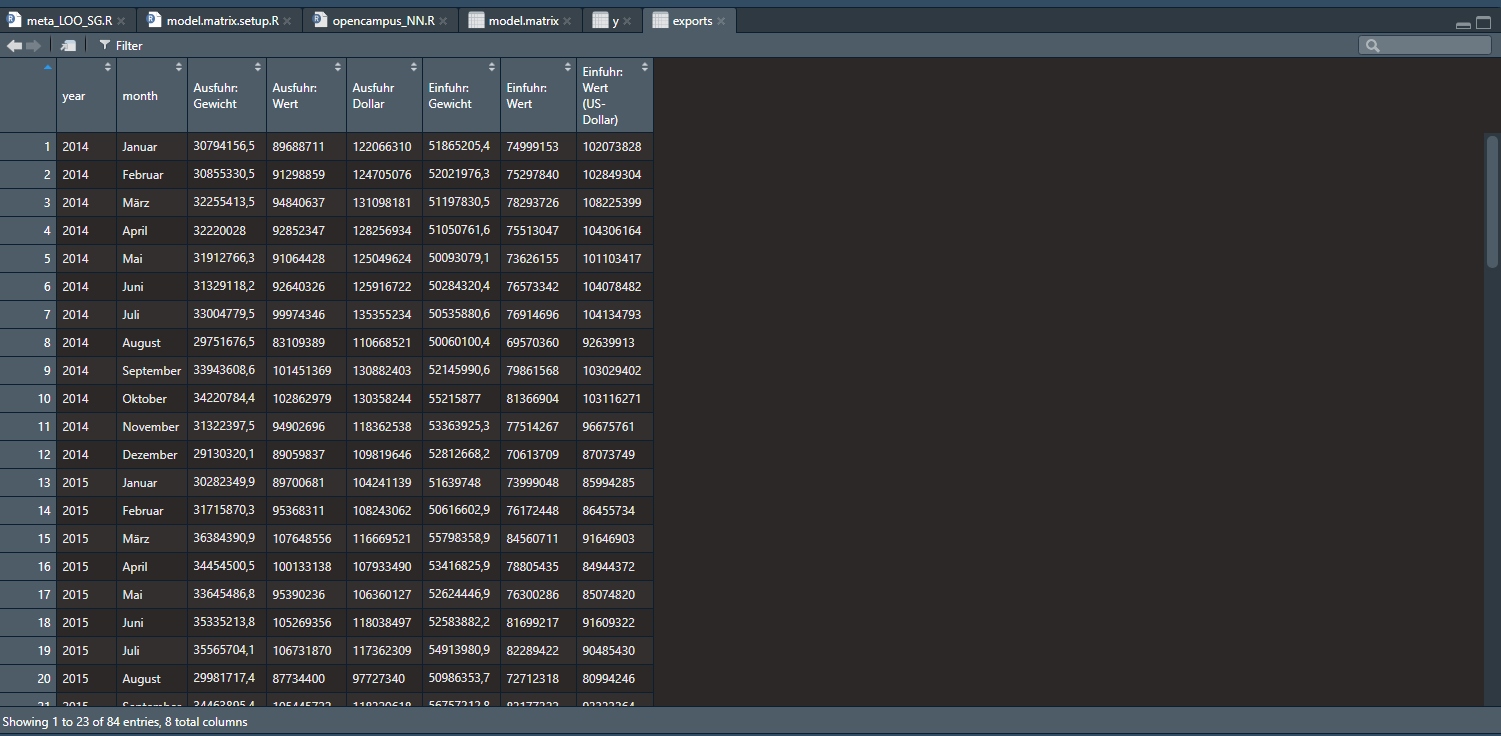 meta_LOO_SG.R model.matrix.setup.R opencampus_NN.R model.matrix y exports
Filter
year month Ausfuhr: Gewicht Ausfuhr: Wert Ausfuhr Dollar Einfuhr: Gewicht Einfuhr: Wert Einfuhr: Wert (US-Dollar)
1 2014 Januar 30794156,5 89688711 122066310 51865205,4 74999153 102073828
2 2014 Februar 30855330,5 91298859 124705076 52021976,3 75297840 102849304
3 2014 März 32255413,5 94840637 131098181 51197830,5 78293726 108225399
4 2014 April 32220028 92852347 128256934 51050761,6 75513047 104306164
5 2014 Mai 31912766,3 91064428 125049624 50093079,1 73626155 101103417
6 2014 Juni 31329118,2 92640326 125916722 50284320,4 76573342 104078482
7 2014 Juli 33004779,5 99974346 135355234 50535880,6 76914696 104134793
8 2014 August 29751676,5 83109389 110668521 50060100,4 69570360 92639913
9 2014 September 33943608,6 101451369 130882403 52145990,6 79861568 103029402
10 2014 Oktober 34220784,4 102862979 130358244 55215877 81366904 103116271
11 2014 November 31322397,5 94902696 118362538 53363925,3 77514267 96675761
12 2014 Dezember 29130320,1 89059837 109819646 52812668,2 70613709 87073749
13 2015 Januar 30282349,9 89700681 104241139 51639748 73999048 85994285
14 2015 Februar 31715870,3 95368311 108243062 50616602,9 76172448 86455734
15 2015 März 36384390,9 107648556 116669521 55798358,9 84560711 91646903
16 2015 April 34454500,5 100133138 107933490 53416825,9 78805435 84944372
17 2015 Mai 33645486,8 95390236 106360127 52624446,9 76300286 85074820
18 2015 Juni 35335213,8 105269356 118038497 52583882,2 81699217 91609322
19 2015 Juli 35565704,1 106731870 117362309 54913980,9 82289422 90485430
20 2015 August 29981717,4 87734400 97727340 50986353,7 72712318 80994246
21 2015 September
Showing 1 to 23 of 84 entries, 8 total columns